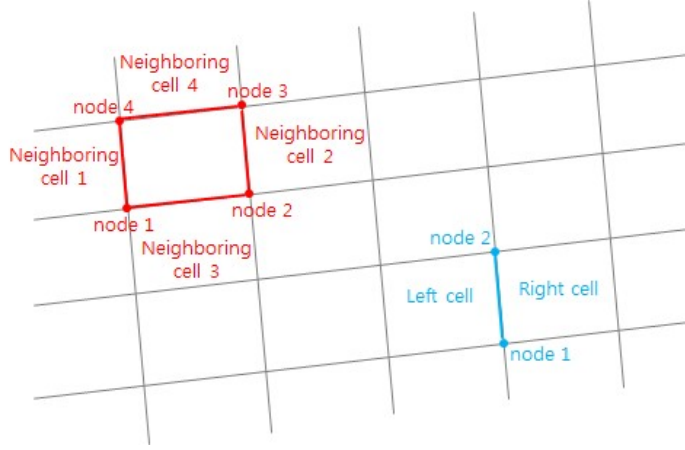 Neighboring
cell 4
node 4
node 3
Neighboring
cell 1
Neighboring
cell 2
node 1
node 2
Neighboring
cell 3
node 2
Left cell
Right cell
node 1